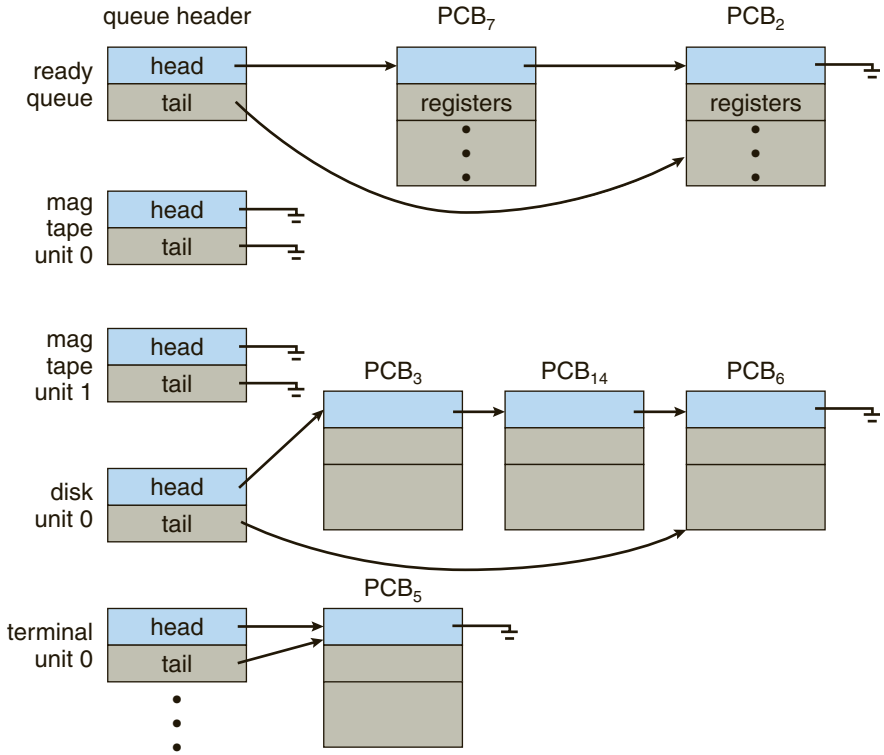 queue header
PCB7
PCB2
ready
queue
head
tail
registers
registers
mag
tape
unit 0
head
tail
mag
tape
unit 1
head
tail
PCB3
PCB14
PCB6
disk
unit 0
head
tail
PCB5
terminal
unit 0
head
tail